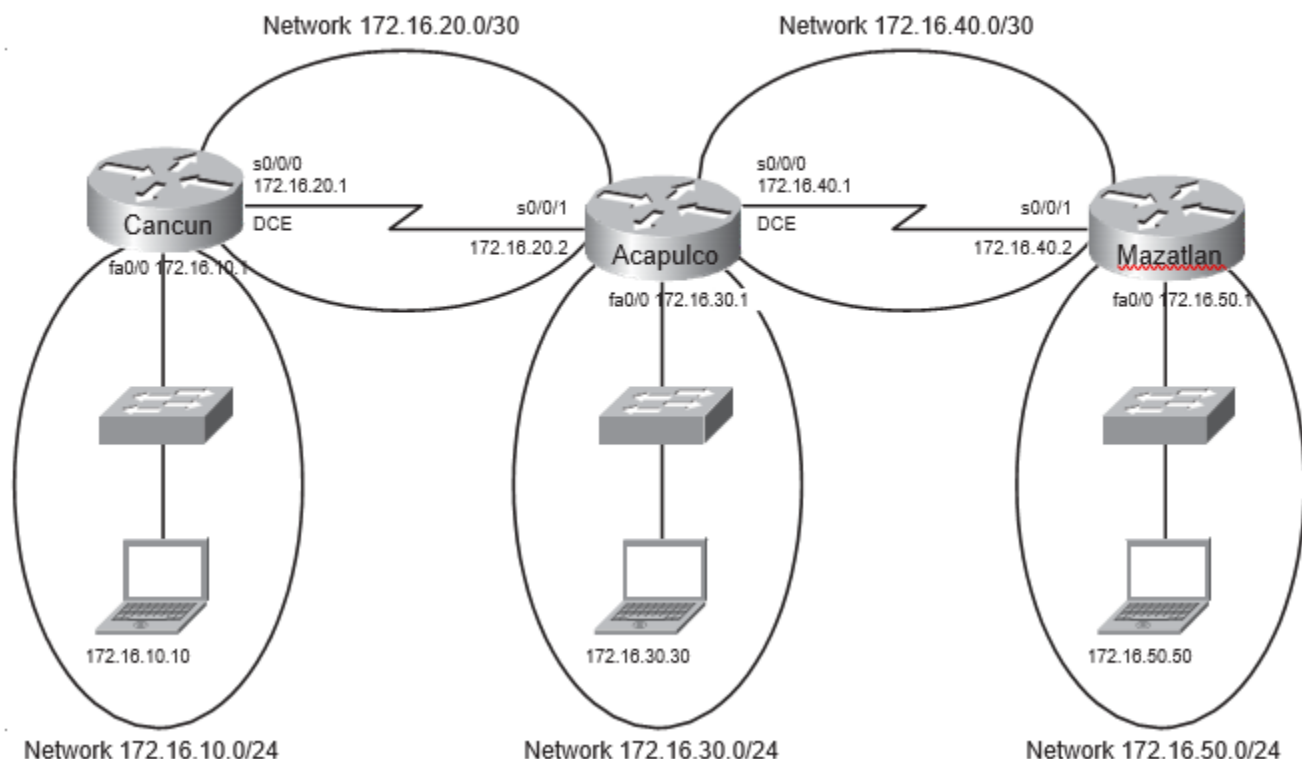 Network 172.16.20.0/30
Network 172.16.40.0/30
s0/0/0
172.16.20.1
DCE
s0/0/1
172.16.20.2
s0/0/0
172.16.40.1
DCE
s0/0/1
172.16.40.2
Cancun
Acapulco
Mazatlan
fa0/0 172.16.10.1
fa0/0 172.16.30.1
fa0/0 172.16.50.1
172.16.10.10
172.16.30.30
172.16.50.50
Network 172.16.10.0/24
Network 172.16.30.0/24
Network 172.16.50.0/24